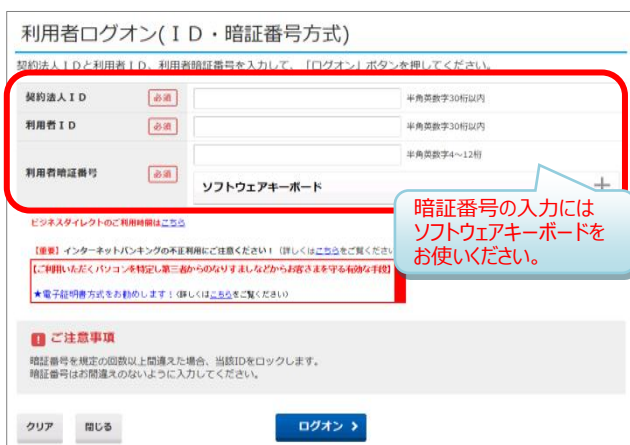 利用者ログオン(ＩＤ・暗証番号方式)
契約法人ＩＤと利用者ＩＤ、利用者暗証番号を入力して、「ログオン」ボタンを押してください。
契約法人ＩＤ 必須 半角英数字30桁以内
利用者ＩＤ 必須 半角英数字30桁以内
半角英数字4～12桁
利用者暗証番号 必須
ソフトウェアキーボード
暗証番号の入力には
ソフトウェアキーボードを
お使いください。
ビジネスダイレクトのご利用時間はこちら
【重要】インターネットバンキングの不正利用にご注意ください！（詳しくはこちらをご覧くださ
【ご利用いただくパソコンを特定し第三者からのなりすましなどからお客さまを守る有効な手段】
★電子証明書方式をお勧めします！（詳しくはこちらをご覧ください）
ご注意事項
暗証番号を規定の回数以上間違えた場合、当該IDをロックします。
暗証番号はお間違えのないように入力してください。
クリア 閉じる ログオン